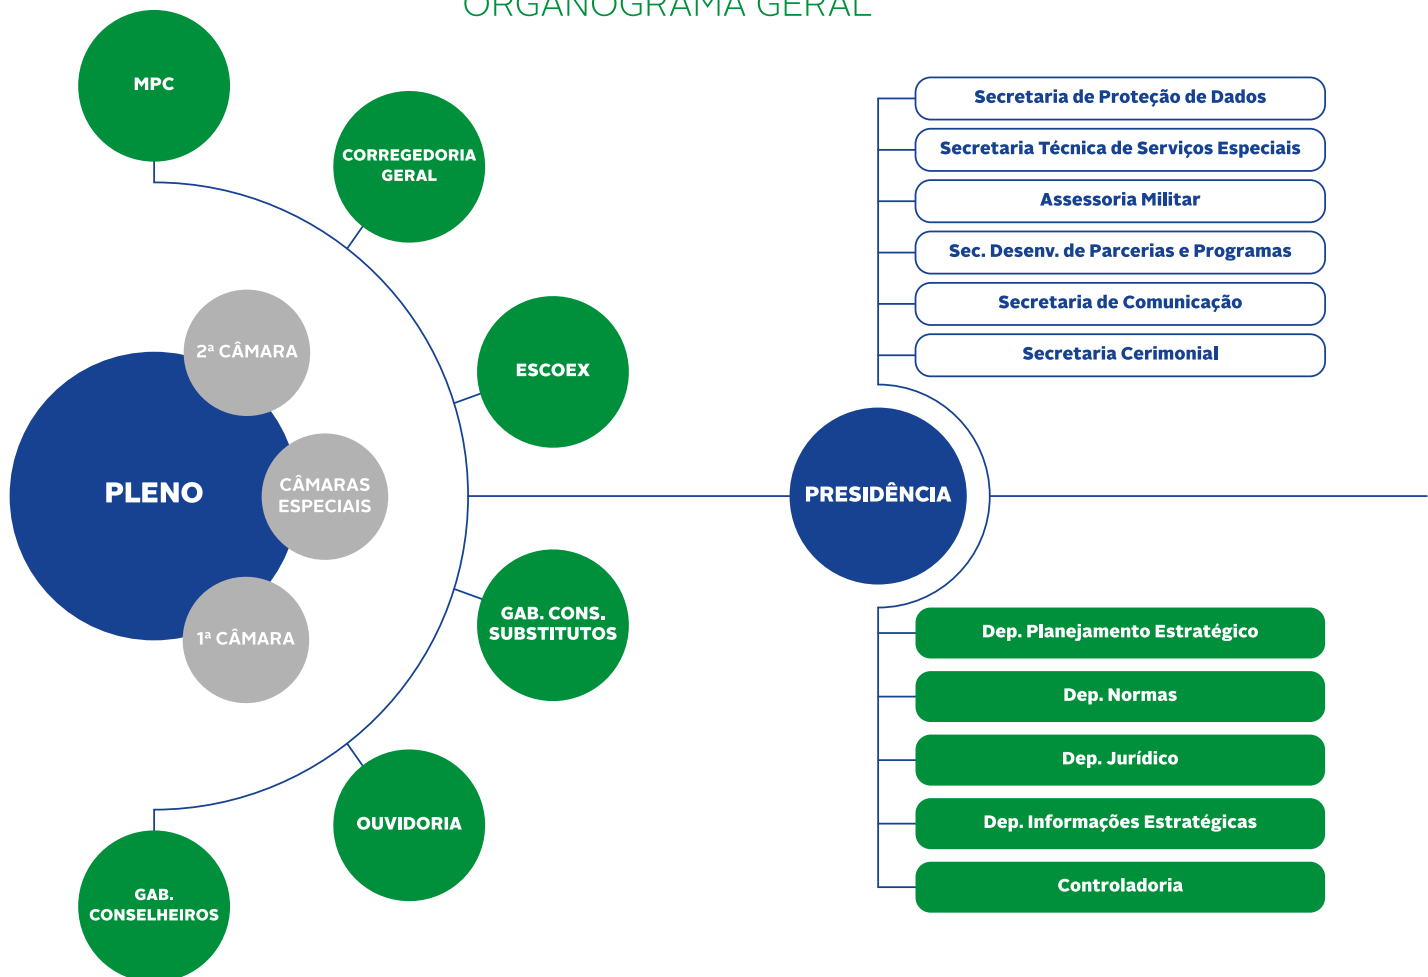 ORGANOGRAMA GERAL
MPC
CORREGEDORIA
GERAL
ESCOEX
2ª CÂMARA
PLENO
CÂMARAS
ESPECIAIS
1ª CÂMARA
GAB. CONS.
SUBSTITUTOS
OUVIDORIA
GAB.
CONSELHEIROS
PRESIDÊNCIA
Secretaria de Proteção de Dados
Secretaria Técnica de Serviços Especiais
Assessoria Militar
Sec. Desenv. de Parcerias e Programas
Secretaria de Comunicação
Secretaria Cerimonial
Dep. Planejamento Estratégico
Dep. Normas
Dep. Jurídico
Dep. Informações Estratégicas
Controladoria